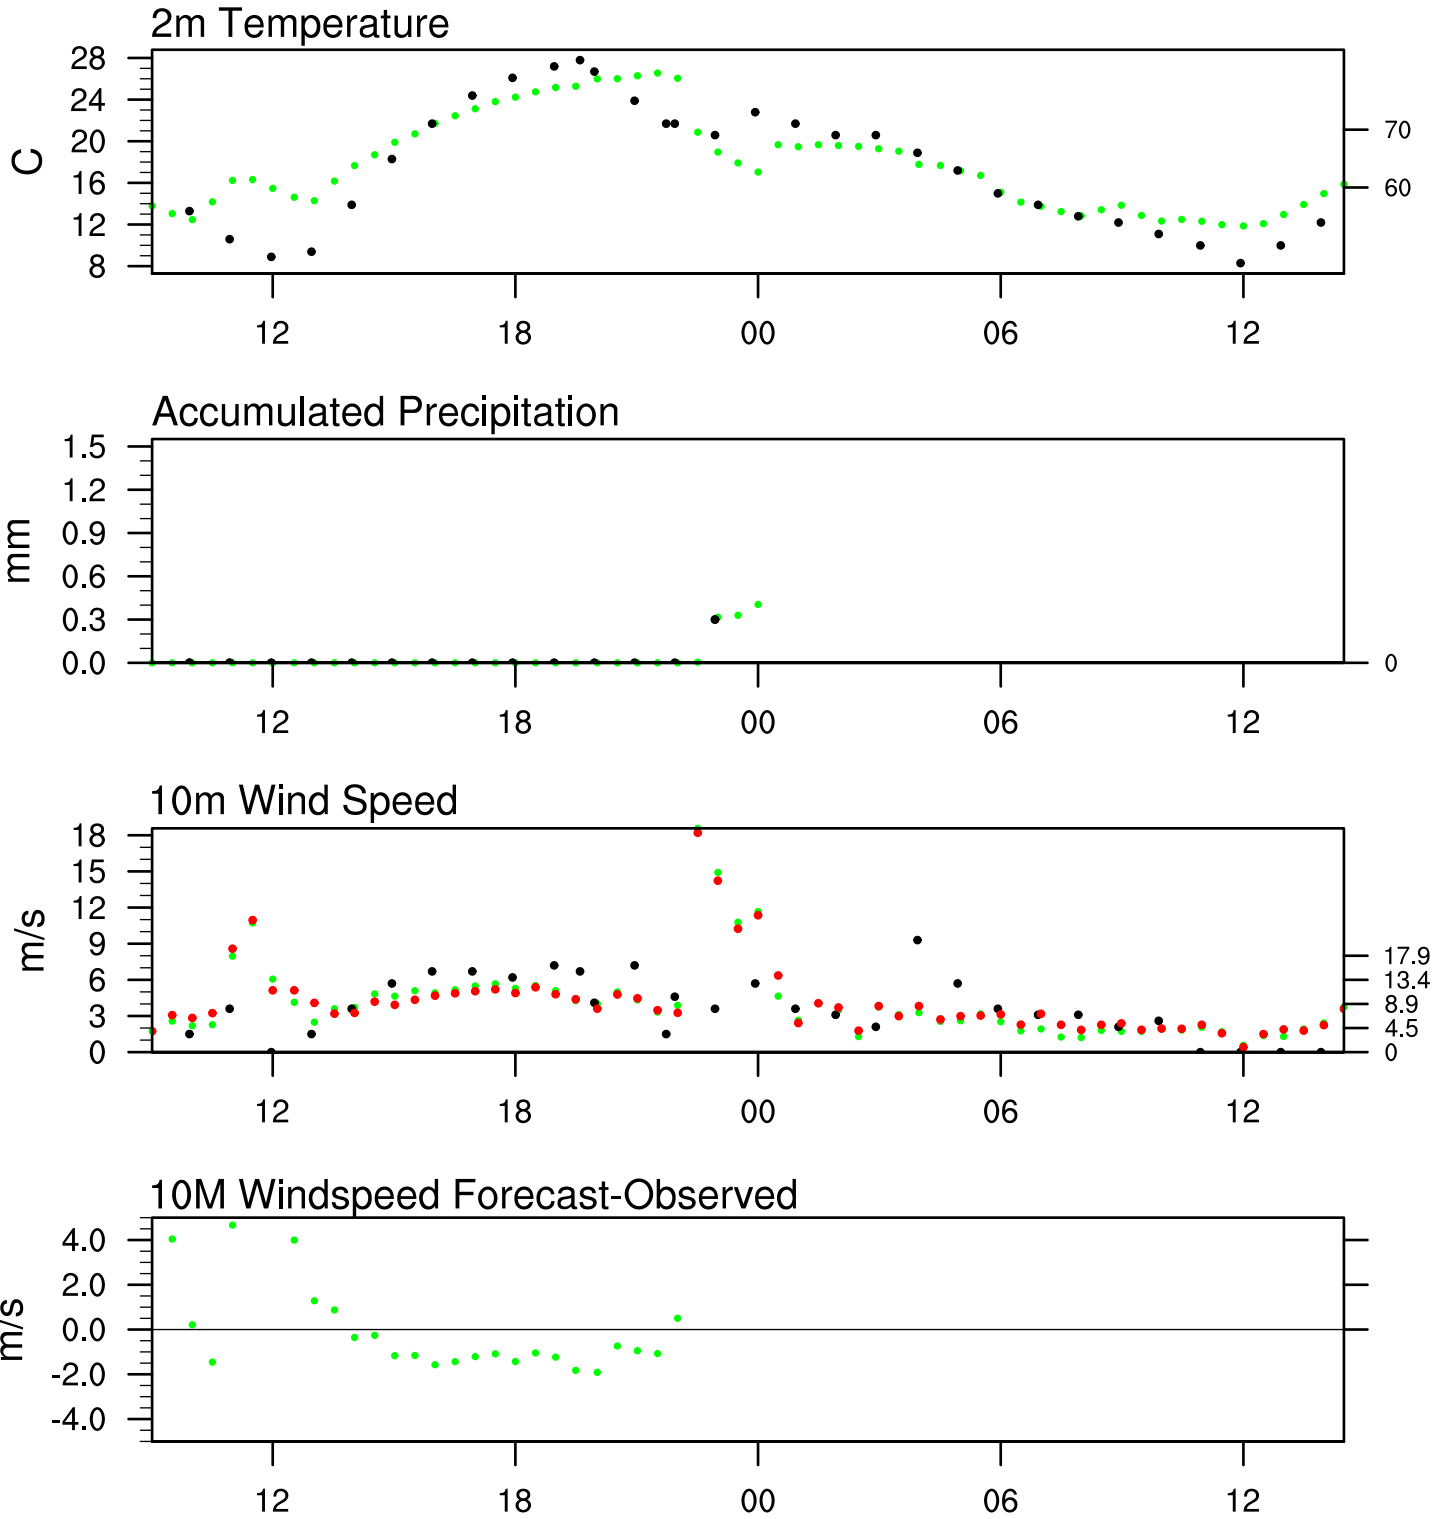 2m Temperature
28
24
20
16
12
8
C
70
60
12 18 00 06 12
Accumulated Precipitation
1.5
1.2
0.9
0.6
0.3
0.0
mm
0
12 18 00 06 12
10m Wind Speed
18
15
12
9
6
3
0
m/s
17.9
13.4
8.9
4.5
0
12 18 00 06 12
10M Windspeed Forecast-Observed
4.0
2.0
0.0
-2.0
-4.0
m/s
12 18 00 06 12